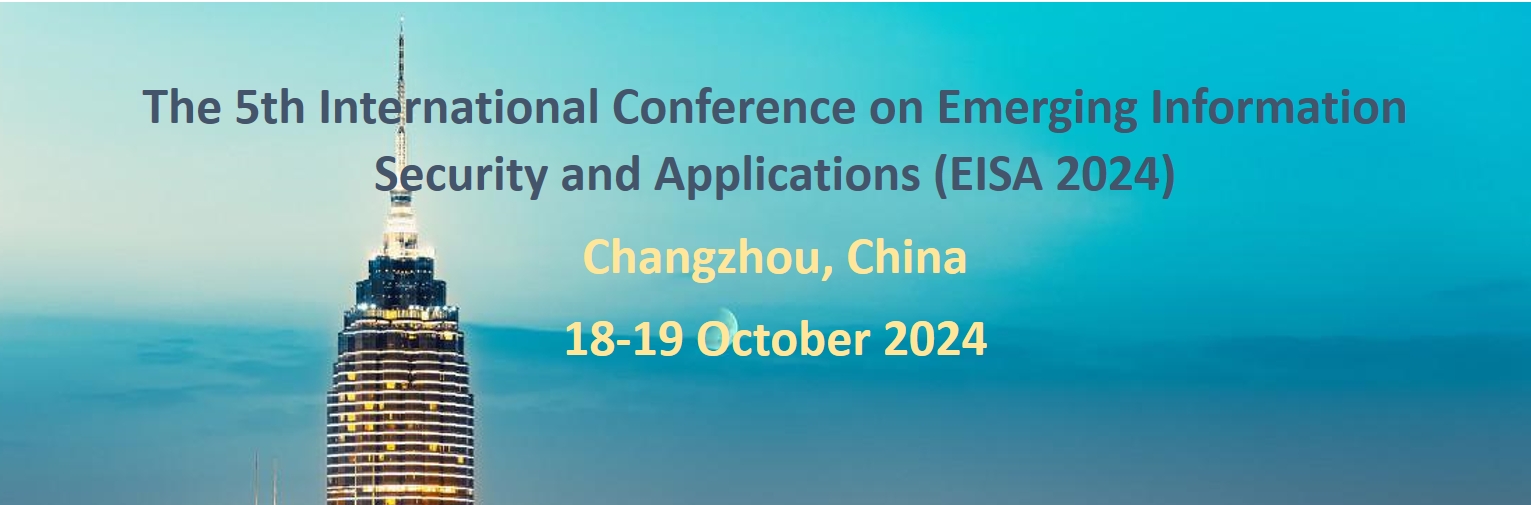 The 5th International Conference on Emerging Information
Security and Applications (EISA 2024)
Changzhou, China
18-19 October 2024